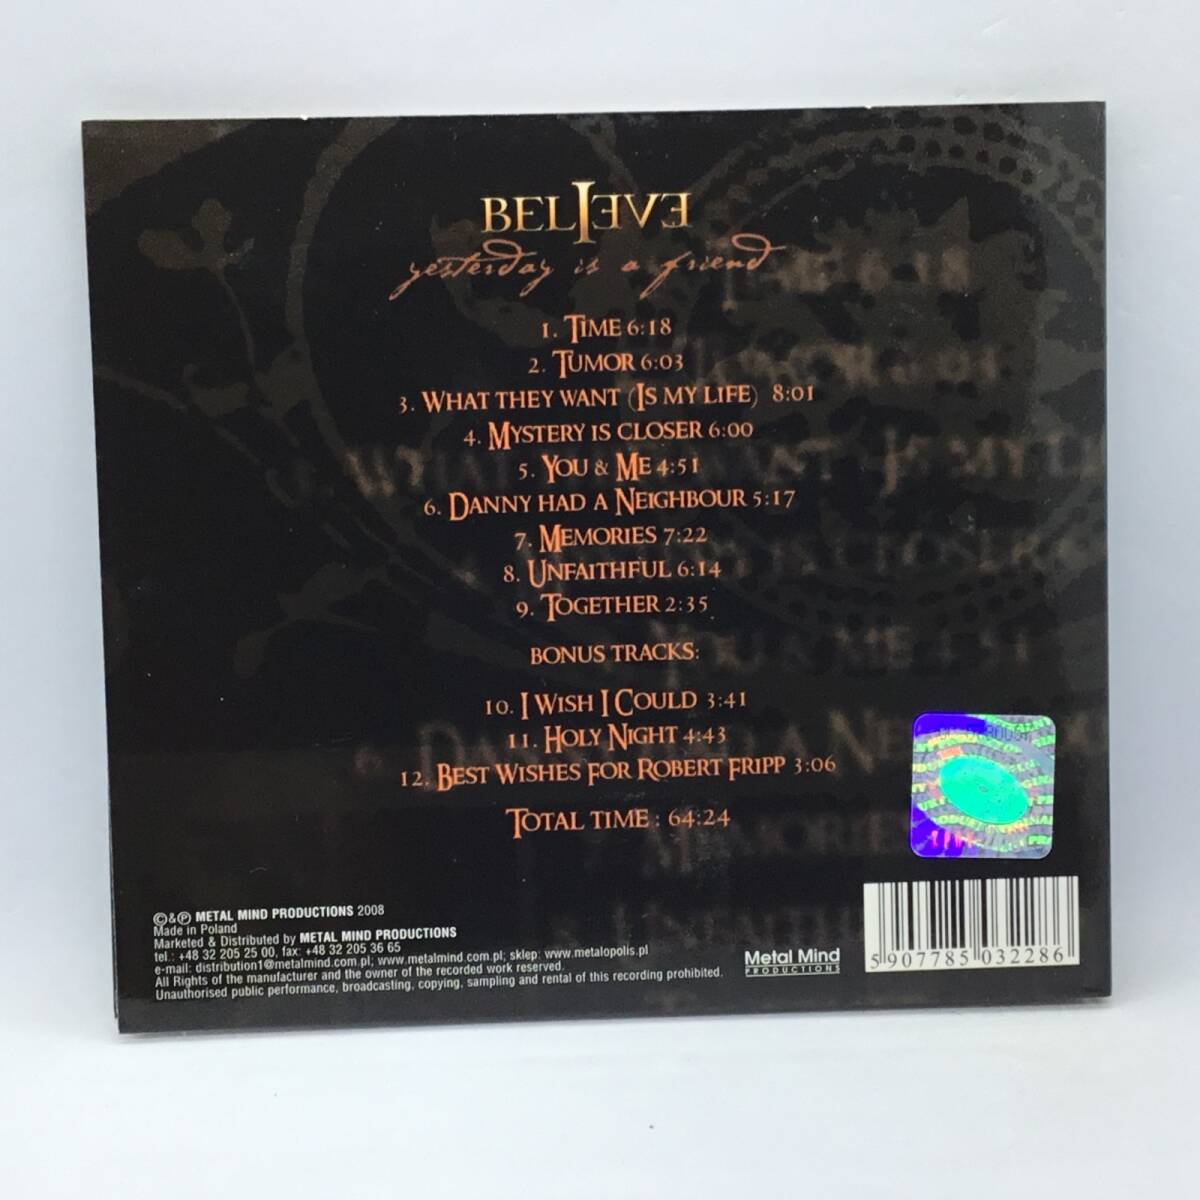 BELIEVE
yesterday is a friend
1. TIME 6:18
2. TUMOR 6:03
3. WHAT THEY WANT (IS MY LIFE) 8:01
4. MYSTERY IS CLOSER 6:00
5. YOU & ME 4:51
6. DANNY HAD A NEIGHBOUR 5:17
7. MEMORIES 7:22
8. UNFAITHFUL 6:14
9. TOGETHER 2:35
BONUS TRACKS:
10. I WISH I COULD 3:41
11. HOLY NIGHT 4:43
12. BEST WISHES FOR ROBERT FRIPP 3:06
TOTAL TIME : 64:24
©&℗ METAL MIND PRODUCTIONS 2008
Made in Poland
Marketed & Distributed by METAL MIND PRODUCTIONS
tel.: +48 32 205 25 00, fax: +48 32 205 36 65
e-mail: distribution1@metalmind.com.pl; www.metalmind.com.pl; sklep: www.metalopolis.pl
All Rights of the manufacturer and the owner of the recorded work reserved.
Unauthorised public performance, broadcasting, copying, sampling and rental of this recording prohibited.
Metal Mind
PRODUCTIONS
5 907785 032286